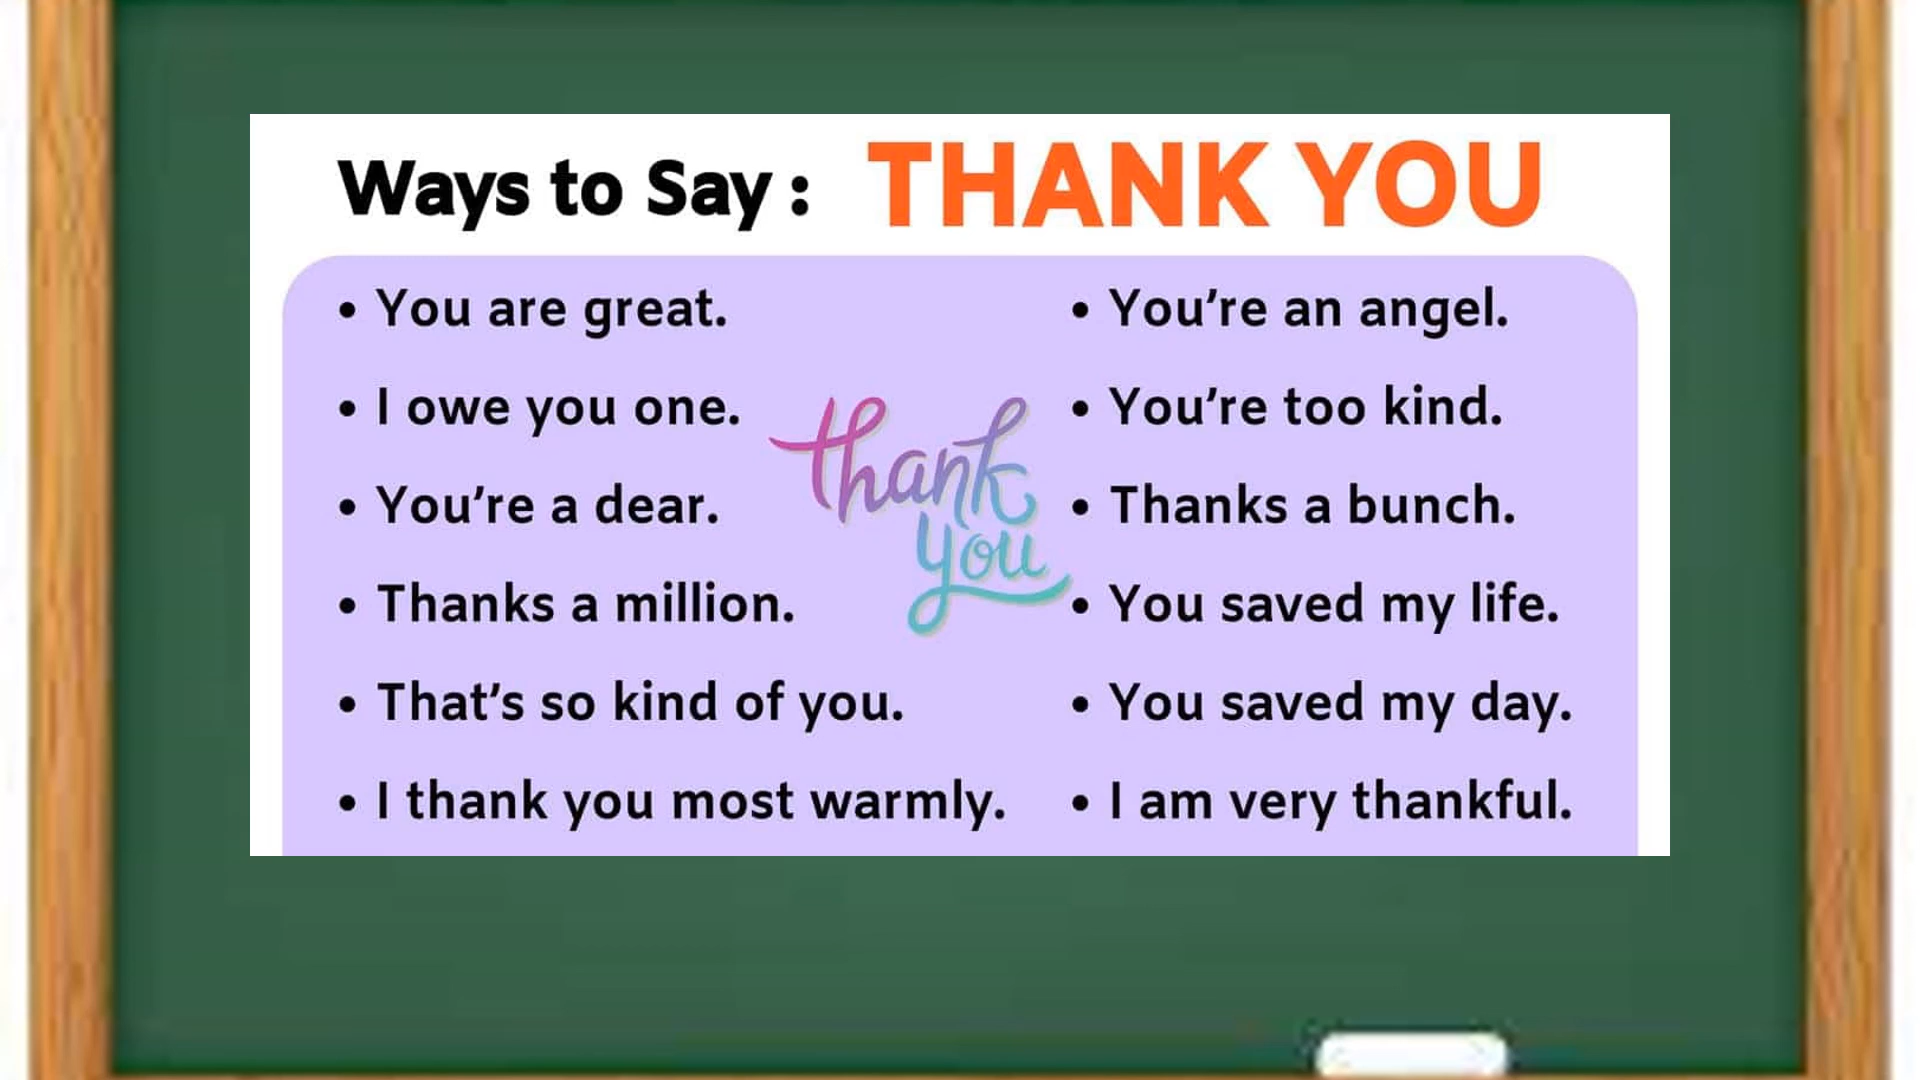 Ways to Say : THANK YOU
• You are great.
• I owe you one.
• You’re a dear.
• Thanks a million.
• That’s so kind of you.
• I thank you most warmly.
thank
you
• You’re an angel.
• You’re too kind.
• Thanks a bunch.
• You saved my life.
• You saved my day.
• I am very thankful.